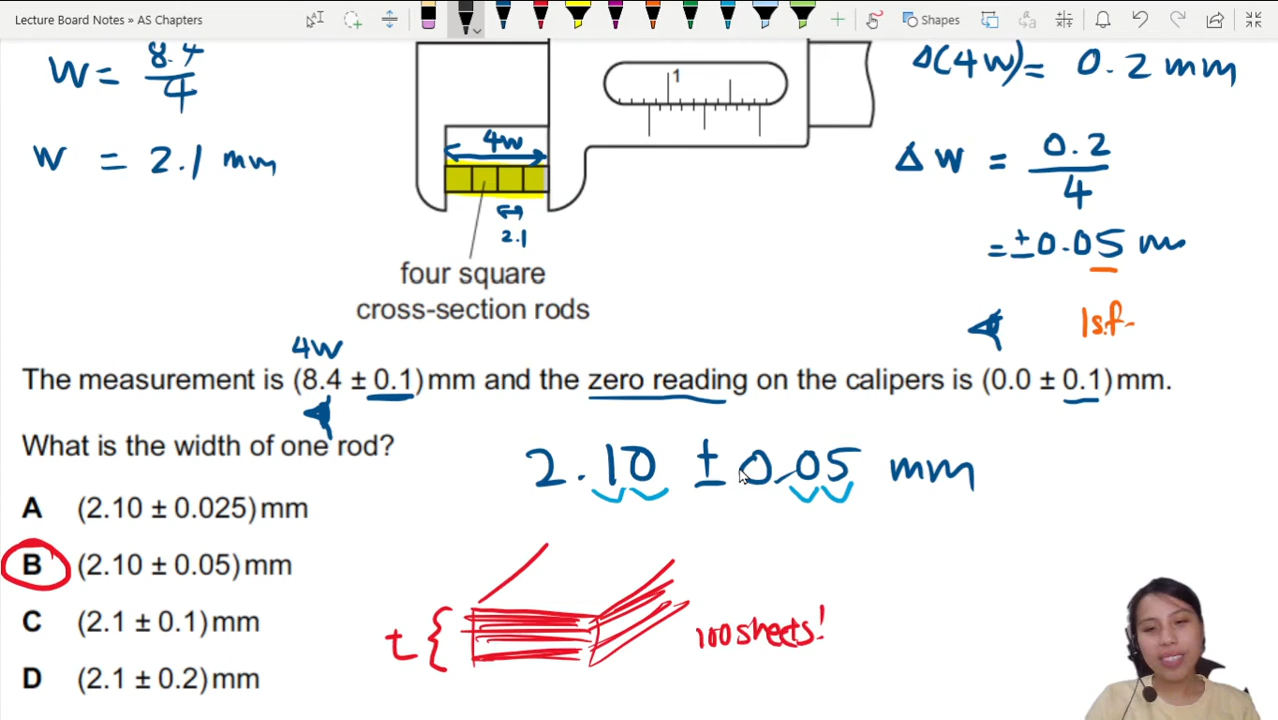 Lecture Board Notes » AS Chapters
Shapes
W = 8.4
4
W = 2.1 mm
4W
1
2.1
four square
cross-section rods
Δ(4W) = 0.2 mm
ΔW = 0.2
4
= ±0.05 m
1s.f.
4W
The measurement is (8.4 ± 0.1) mm and the zero reading on the calipers is (0.0 ± 0.1) mm.
What is the width of one rod?
2.10 ± 0.05 mm
A (2.10 ± 0.025) mm
B (2.10 ± 0.05) mm
C (2.1 ± 0.1) mm
D (2.1 ± 0.2) mm
t {
100sheets!